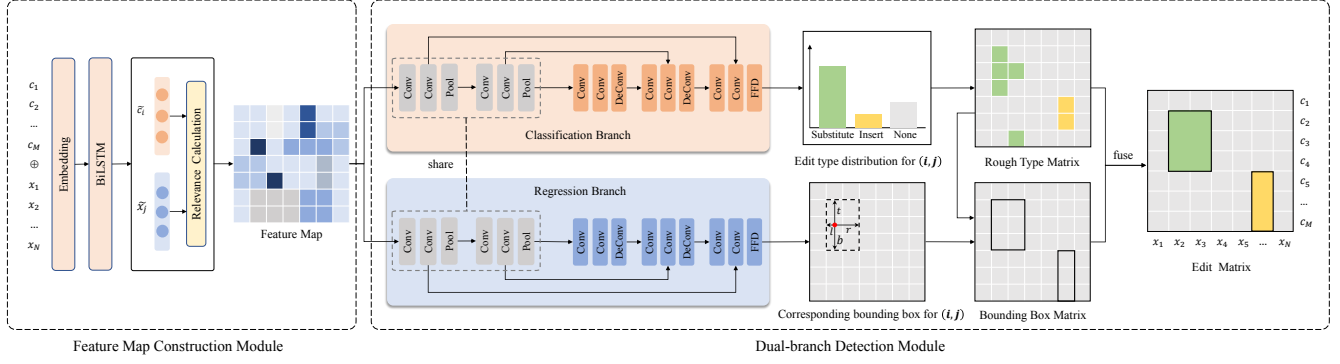 c1
c2
...
cM
⊕
x1
x2
...
xN
Embedding
BiLSTM
c̃i
x̃j
Relevance Calculation
Feature Map
Feature Map Construction Module
Conv
Conv
Pool
Conv
Conv
Pool
Conv
Conv
DeConv
Conv
Conv
DeConv
Conv
Conv
FFD
Classification Branch
share
Regression Branch
Conv
Conv
Pool
Conv
Conv
Pool
Conv
Conv
DeConv
Conv
Conv
DeConv
Conv
Conv
FFD
Substitute Insert None
Edit type distribution for (i, j)
Rough Type Matrix
t
l
r
b
Corresponding bounding box for (i, j)
Bounding Box Matrix
fuse
c1
c2
c3
c4
c5
...
cM
x1 x2 x3 x4 x5 ... xN
Edit Matrix
Dual-branch Detection Module